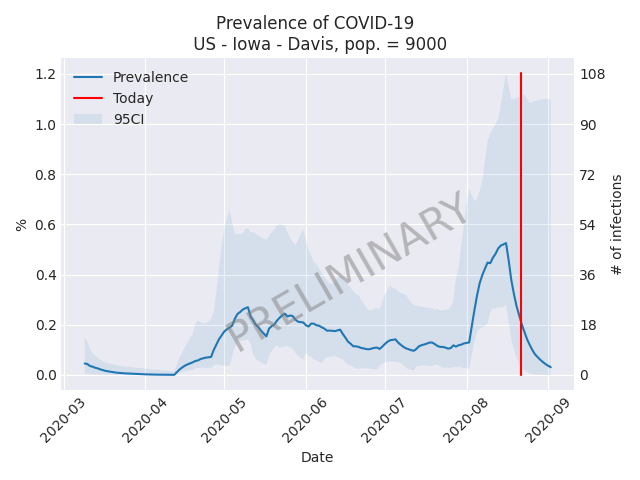 Prevalence of COVID-19
US - Iowa - Davis, pop. = 9000
Prevalence
Today
95CI
1.2
1.0
0.8
0.6
0.4
0.2
0.0
%
108
90
72
54
36
18
0
# of infections
PRELIMINARY
2020-03
2020-04
2020-05
2020-06
2020-07
2020-08
2020-09
Date